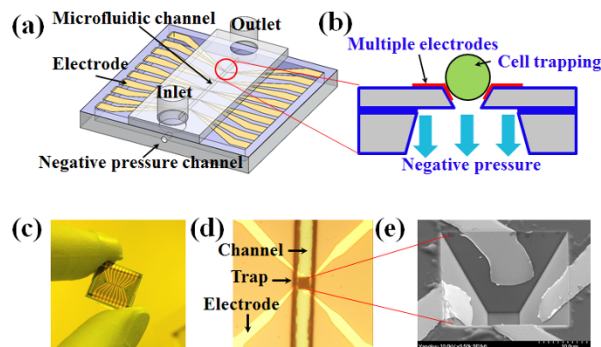 (a)
Microfluidic channel
Outlet
Electrode
Inlet
Negative pressure channel
(b)
Multiple electrodes
Cell trapping
Negative pressure
(c)
(d)
Channel
Trap
Electrode
(e)